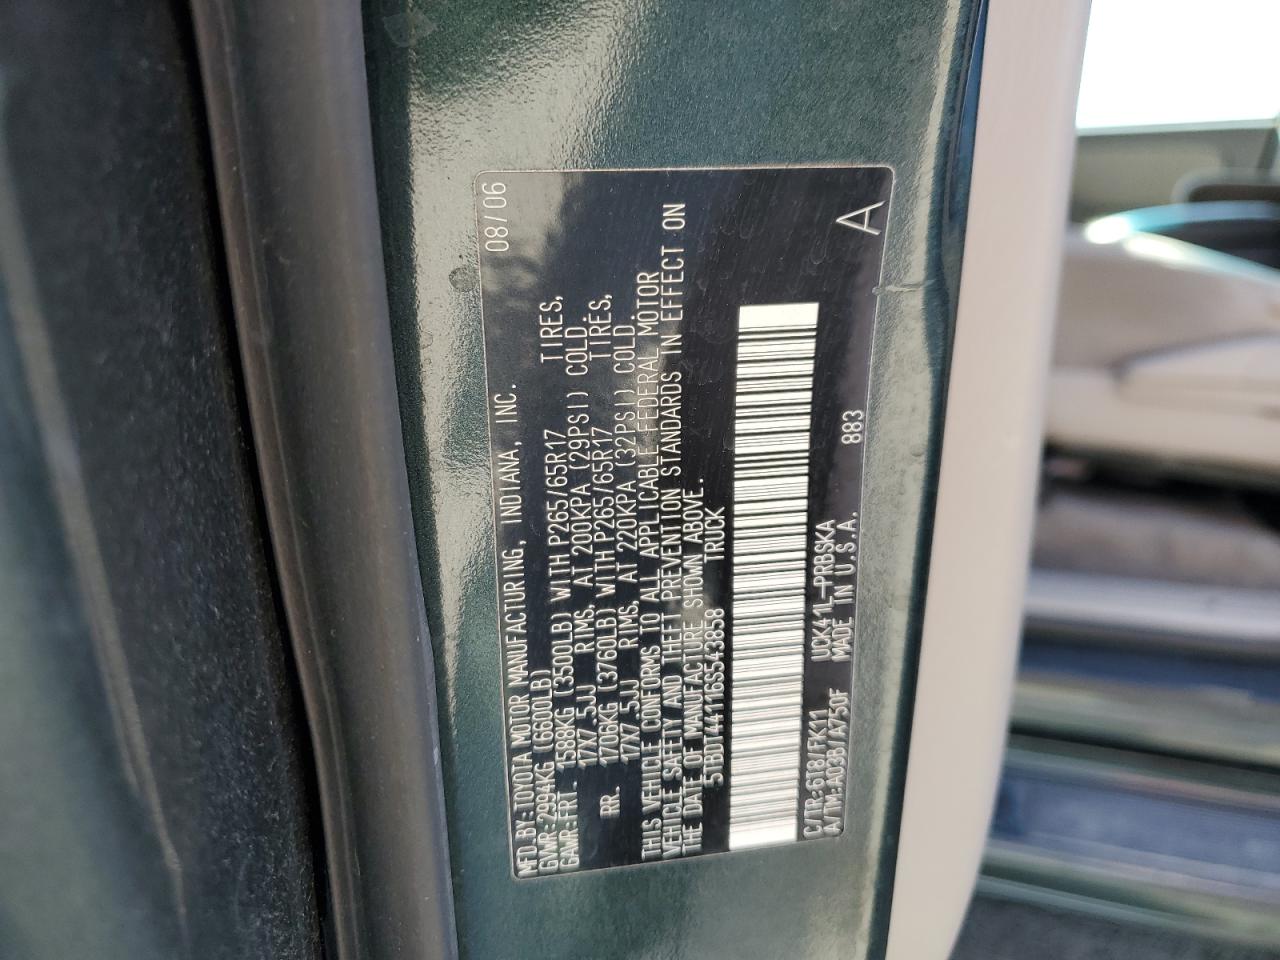 MFD.BY:TOYOTA MOTOR MANUFACTURING, INDIANA, INC. 08/06
GVWR:2994KG (6600LB)
GAWR:FRT. 1588KG (3500LB) WITH P265/65R17 TIRES,
17X7.5JJ RIMS, AT 200KPA (29PSI) COLD.
RR. 1706KG (3760LB) WITH P265/65R17 TIRES,
17X7.5JJ RIMS, AT 220KPA (32PSI) COLD.
THIS VEHICLE CONFORMS TO ALL APPLICABLE FEDERAL MOTOR
VEHICLE SAFETY AND THEFT PREVENTION STANDARDS IN EFFECT ON
THE DATE OF MANUFACTURE SHOWN ABOVE.
5TBDT44116S543858 TRUCK
C/TR:6T8/FK11 UCK41L-PRBSKA 883 A
A/TM:A03B/A750F MADE IN U.S.A.